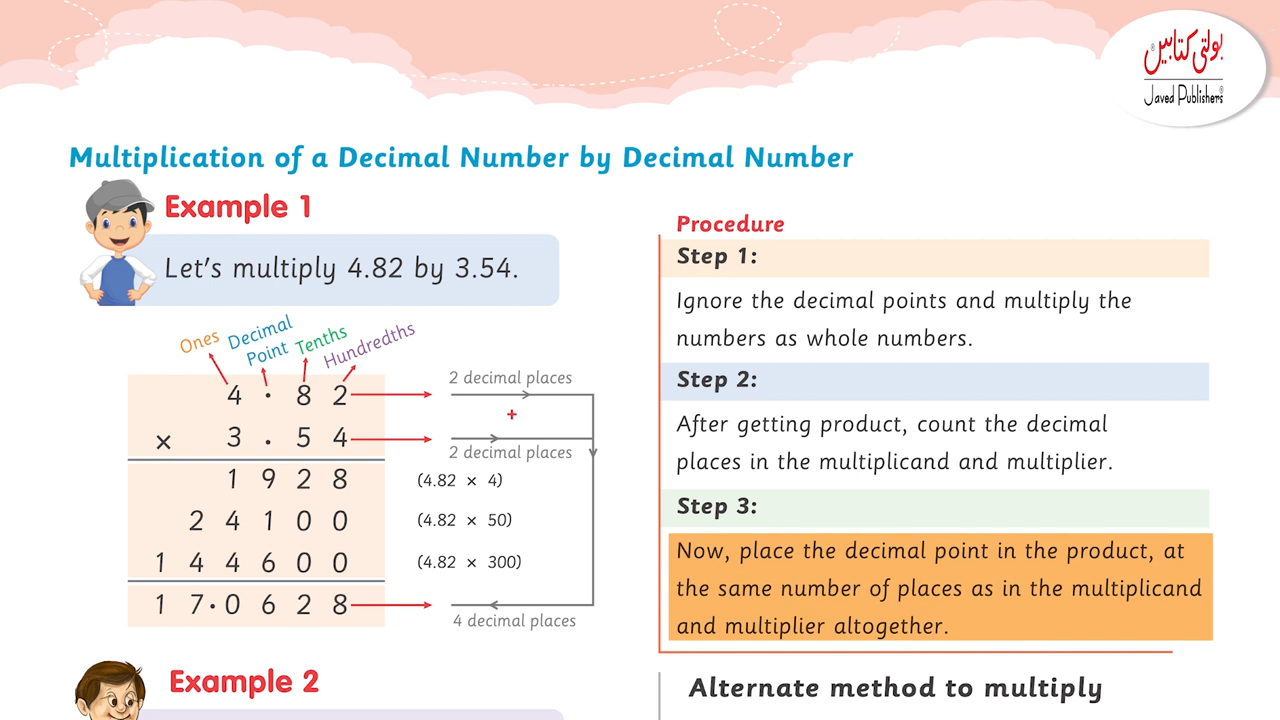 بولتی کتابیں®
Javed Publishers®
Multiplication of a Decimal Number by Decimal Number
Example 1
Let's multiply 4.82 by 3.54.
Ones Decimal Point Tenths Hundredths
4 . 8 2
2 decimal places
+
× 3 . 5 4
2 decimal places
1 9 2 8 (4.82 × 4)
2 4 1 0 0 (4.82 × 50)
1 4 4 6 0 0 (4.82 × 300)
1 7 . 0 6 2 8
4 decimal places
Procedure
Step 1:
Ignore the decimal points and multiply the
numbers as whole numbers.
Step 2:
After getting product, count the decimal
places in the multiplicand and multiplier.
Step 3:
Now, place the decimal point in the product, at
the same number of places as in the multiplicand
and multiplier altogether.
Example 2
Alternate method to multiply